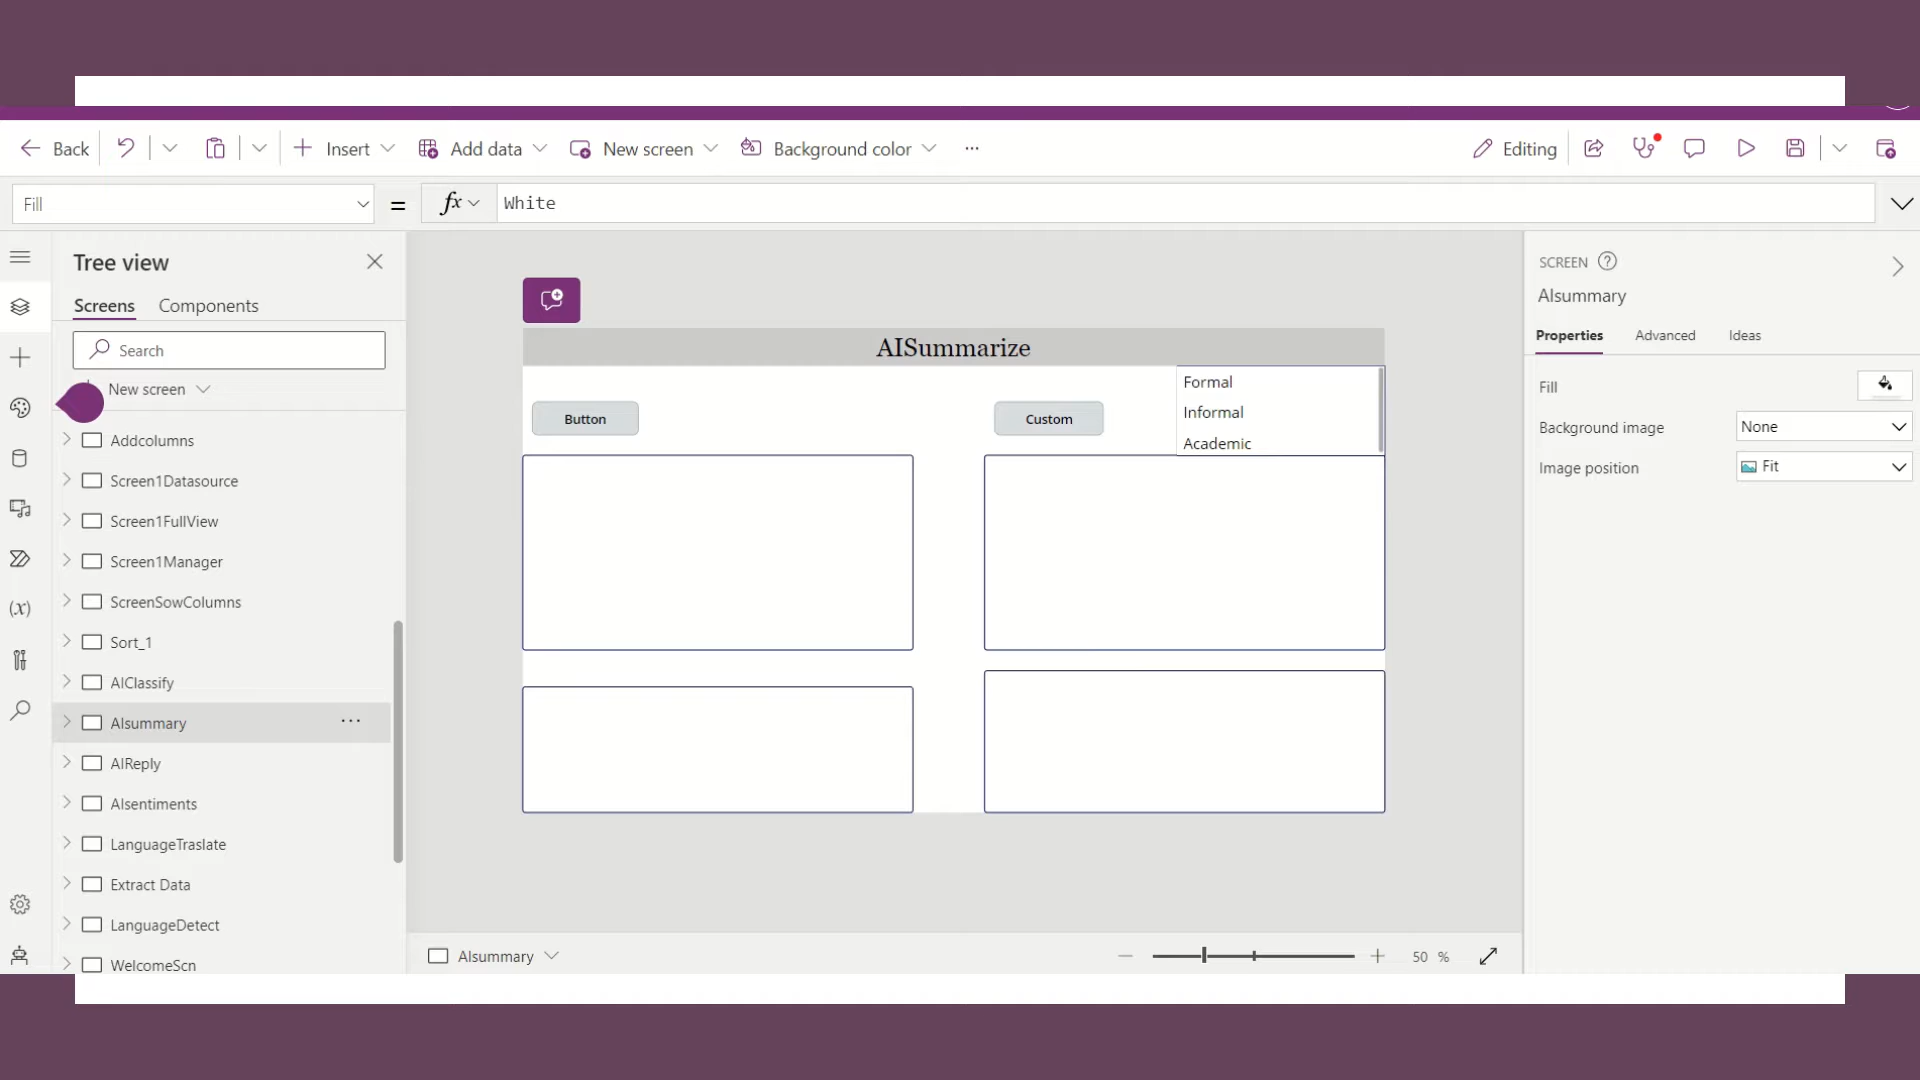 Back
Insert
Add data
New screen
Background color
...
Editing
Fill
=
fx
White
Tree view
Screens
Components
Search
New screen
Addcolumns
Screen1Datasource
Screen1FullView
Screen1Manager
ScreenSowColumns
Sort_1
AIClassify
AIsummary
...
AIReply
AIsentiments
LanguageTraslate
Extract Data
LanguageDetect
WelcomeScn
(x)
AISummarize
Button
Custom
Formal
Informal
Academic
AIsummary
50 %
SCREEN
AIsummary
Properties
Advanced
Ideas
Fill
Background image
None
Image position
Fit